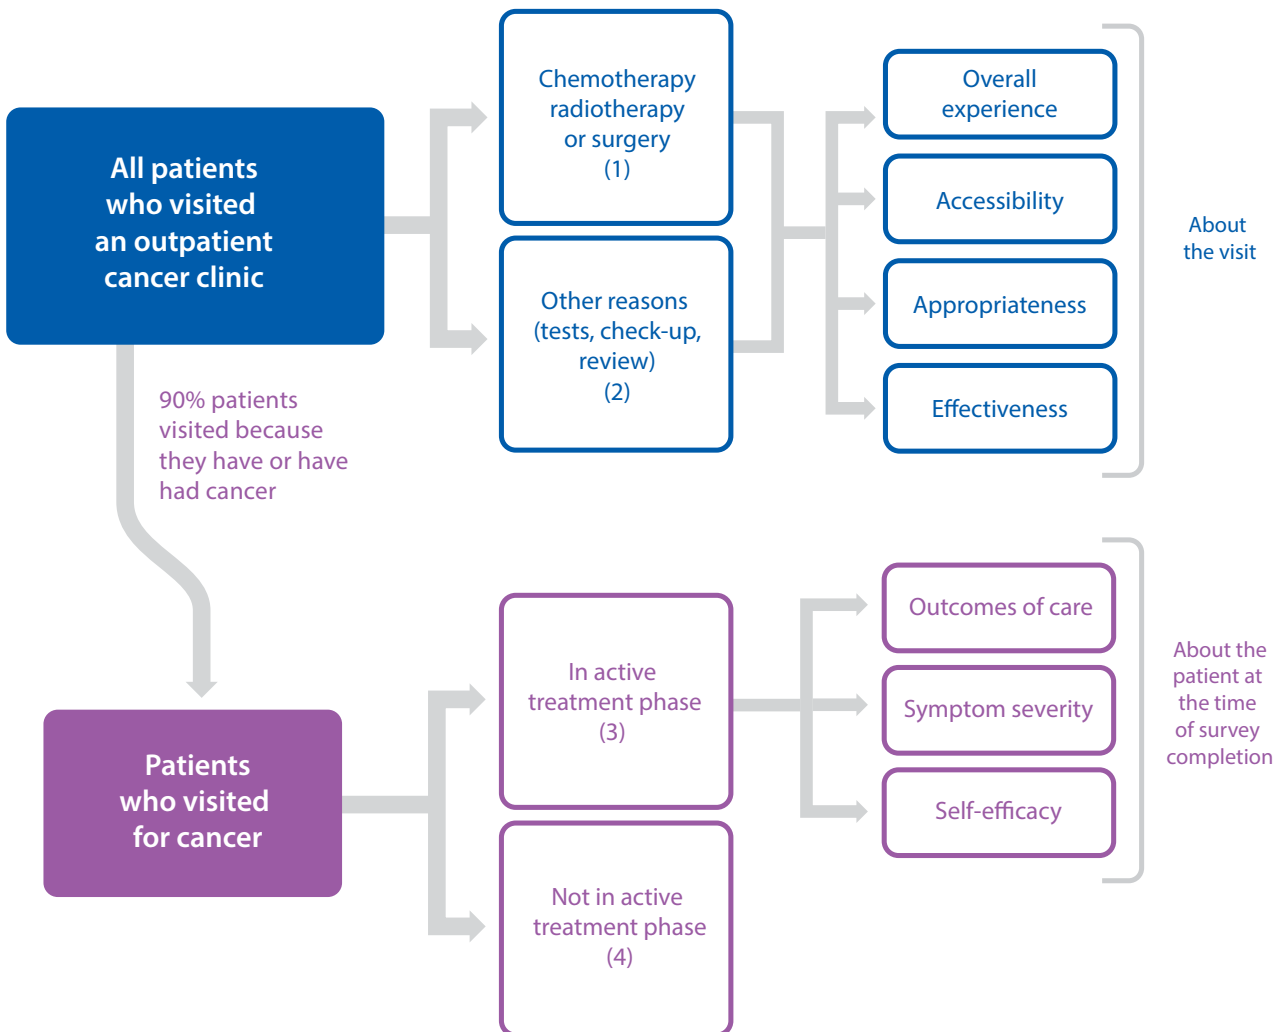 All patients
who visited
an outpatient
cancer clinic
Chemotherapy
radiotherapy
or surgery
(1)
Other reasons
(tests, check-up,
review)
(2)
Overall
experience
Accessibility
Appropriateness
Effectiveness
About
the visit
90% patients
visited because
they have or have
had cancer
Patients
who visited
for cancer
In active
treatment phase
(3)
Not in active
treatment phase
(4)
Outcomes of care
Symptom severity
Self-efficacy
About the
patient at
the time
of survey
completion